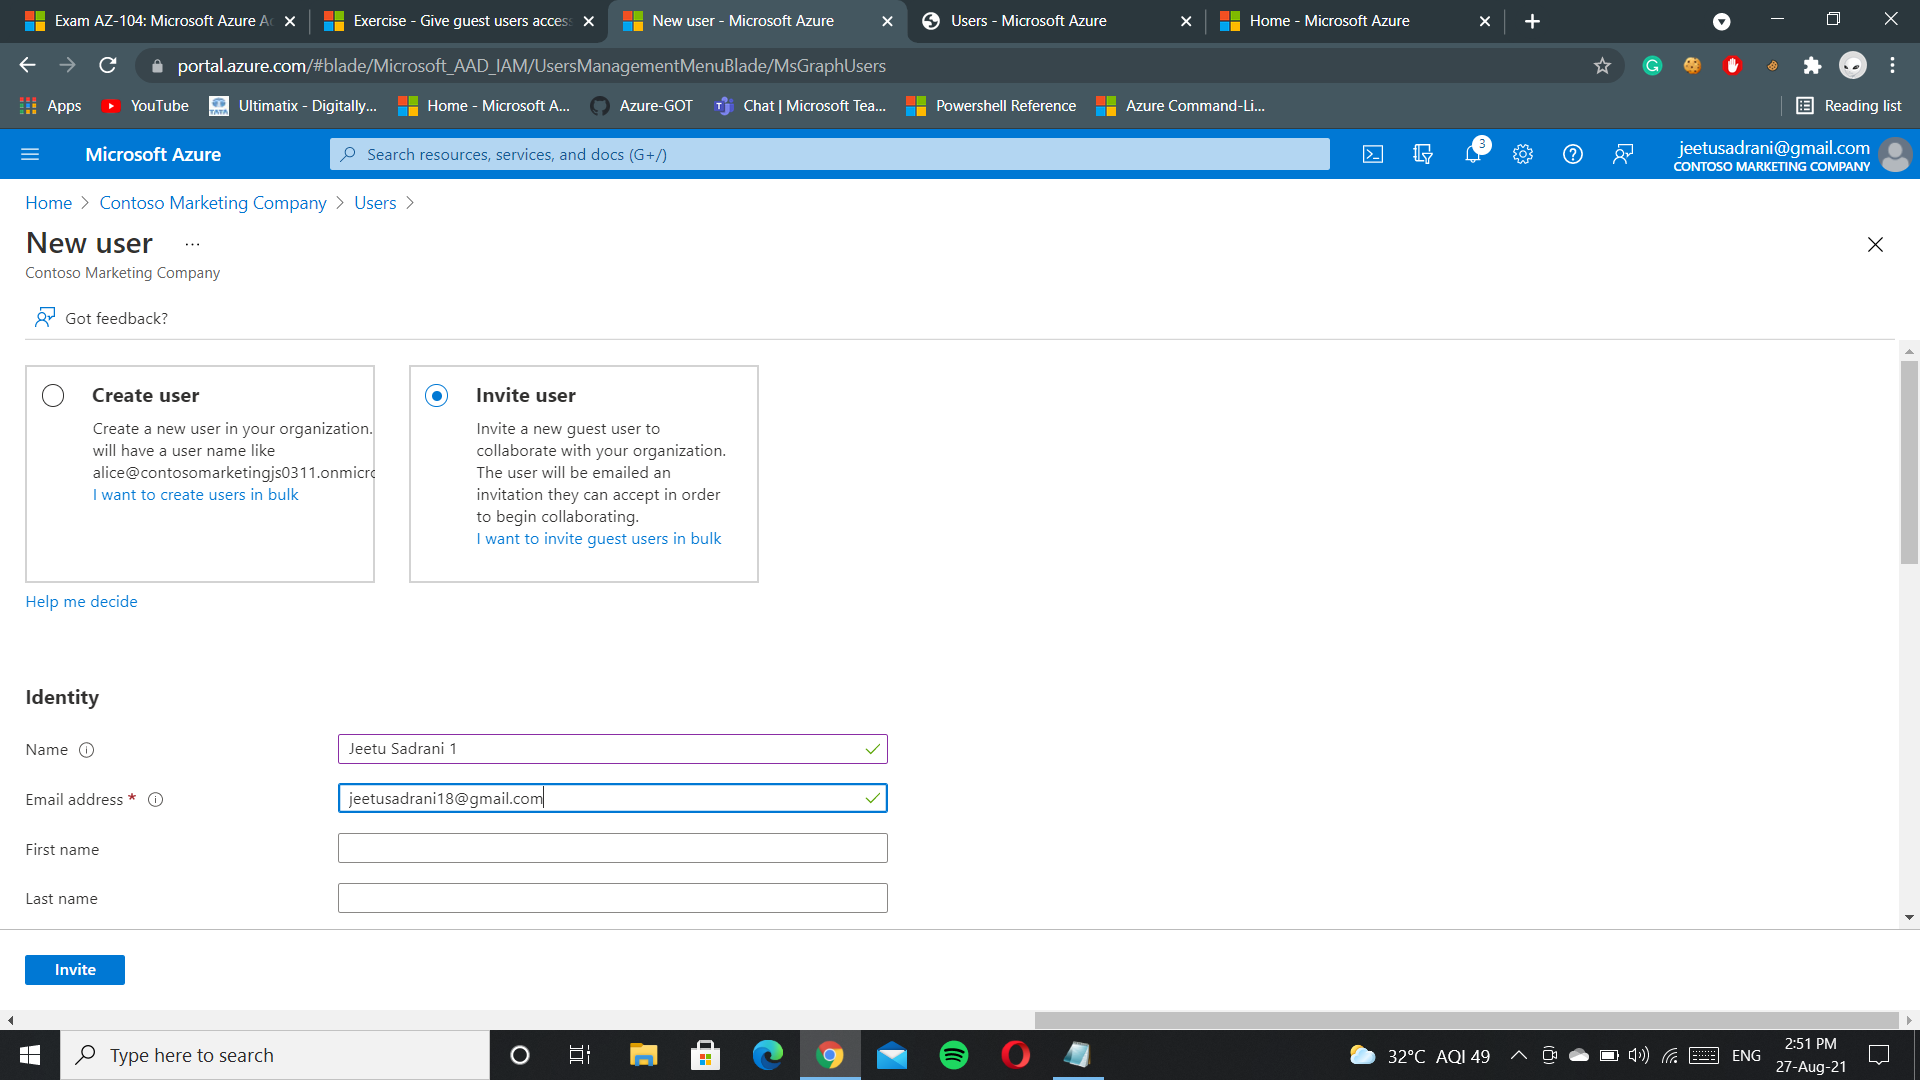 Exam AZ-104: Microsoft Azure A
Exercise - Give guest users access
New user - Microsoft Azure
Users - Microsoft Azure
Home - Microsoft Azure
portal.azure.com/#blade/Microsoft_AAD_IAM/UsersManagementMenuBlade/MsGraphUsers
Apps
YouTube
Ultimatix - Digitally...
Home - Microsoft A...
Azure-GOT
Chat | Microsoft Tea...
Powershell Reference
Azure Command-Li...
Reading list
Microsoft Azure
Search resources, services, and docs (G+/)
3
jeetusadrani@gmail.com
CONTOSO MARKETING COMPANY
Home > Contoso Marketing Company > Users >
New user ...
Contoso Marketing Company
Got feedback?
Create user
Create a new user in your organization.
will have a user name like
alice@contosomarketingjs0311.onmicro
I want to create users in bulk
Invite user
Invite a new guest user to
collaborate with your organization.
The user will be emailed an
invitation they can accept in order
to begin collaborating.
I want to invite guest users in bulk
Help me decide
Identity
Name
Jeetu Sadrani 1
Email address *
jeetusadrani18@gmail.com
First name
Last name
Invite
Type here to search
32°C AQI 49
ENG
2:51 PM
27-Aug-21